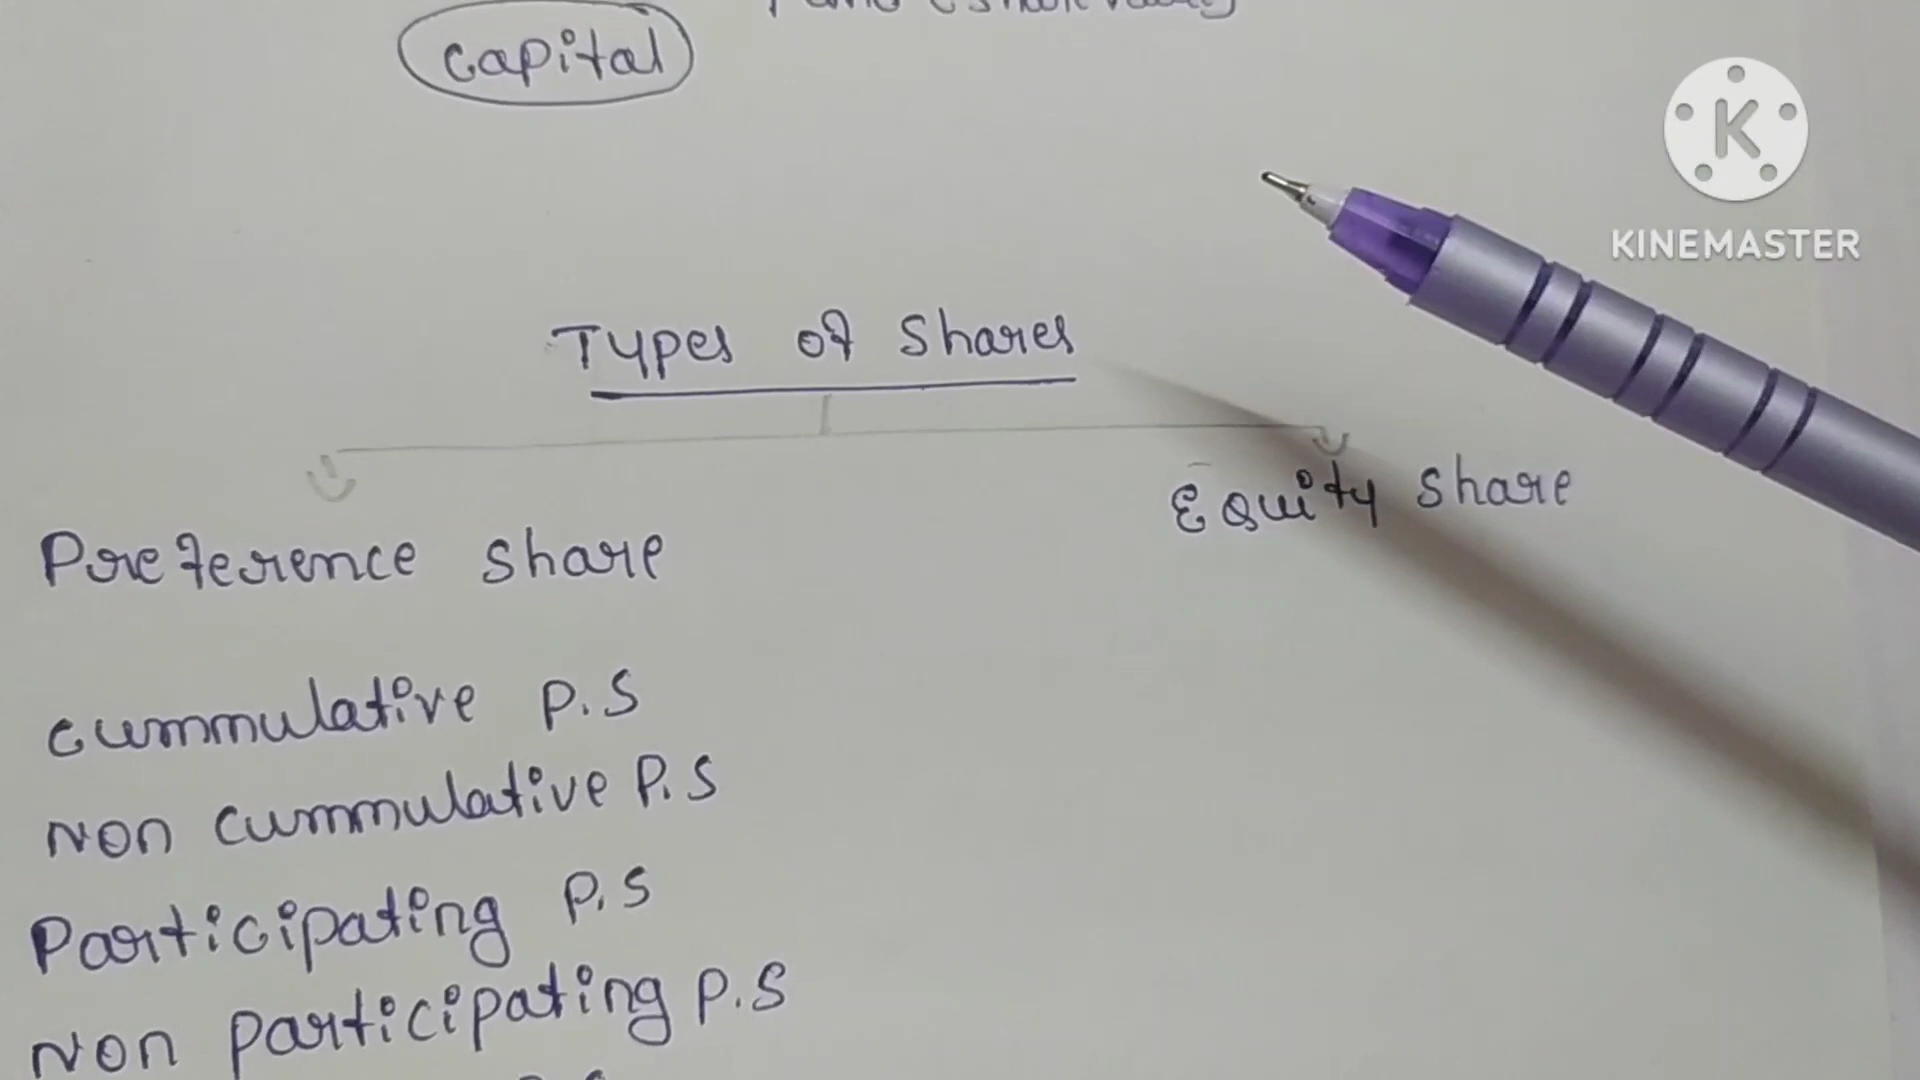 capital
K
KINEMASTER
Types of Shares
Preference share
Equity share
cummulative P.S
Non cummulative P.S
Participating P.S
Non participating P.S